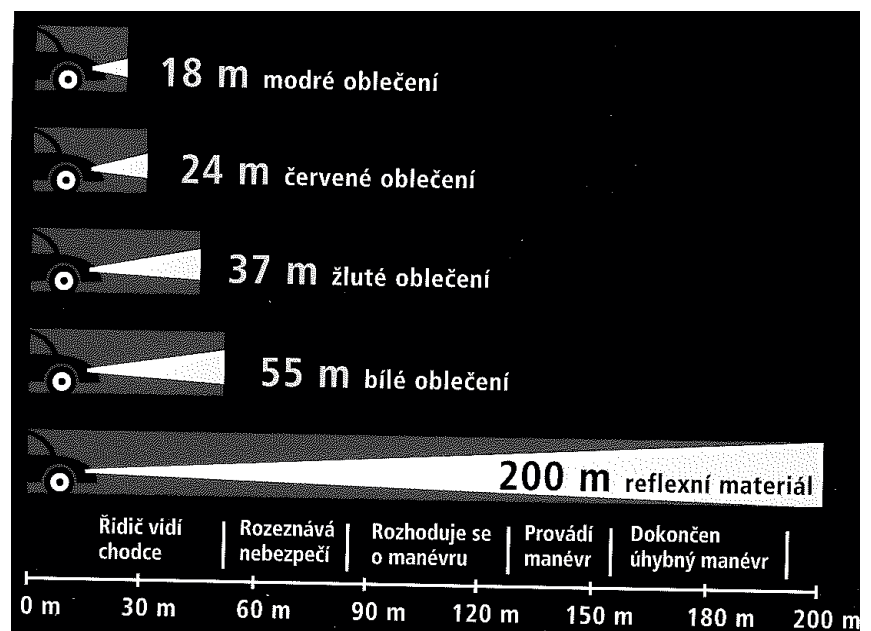 18 m modré oblečení
24 m červené oblečení
37 m žluté oblečení
55 m bílé oblečení
200 m reflexní materiál
Řidič vidí
chodce
Rozeznává
nebezpečí
Rozhoduje se
o manévru
Provádí
manévr
Dokončen
úhybný manévr
0 m 30 m 60 m 90 m 120 m 150 m 180 m 200 m